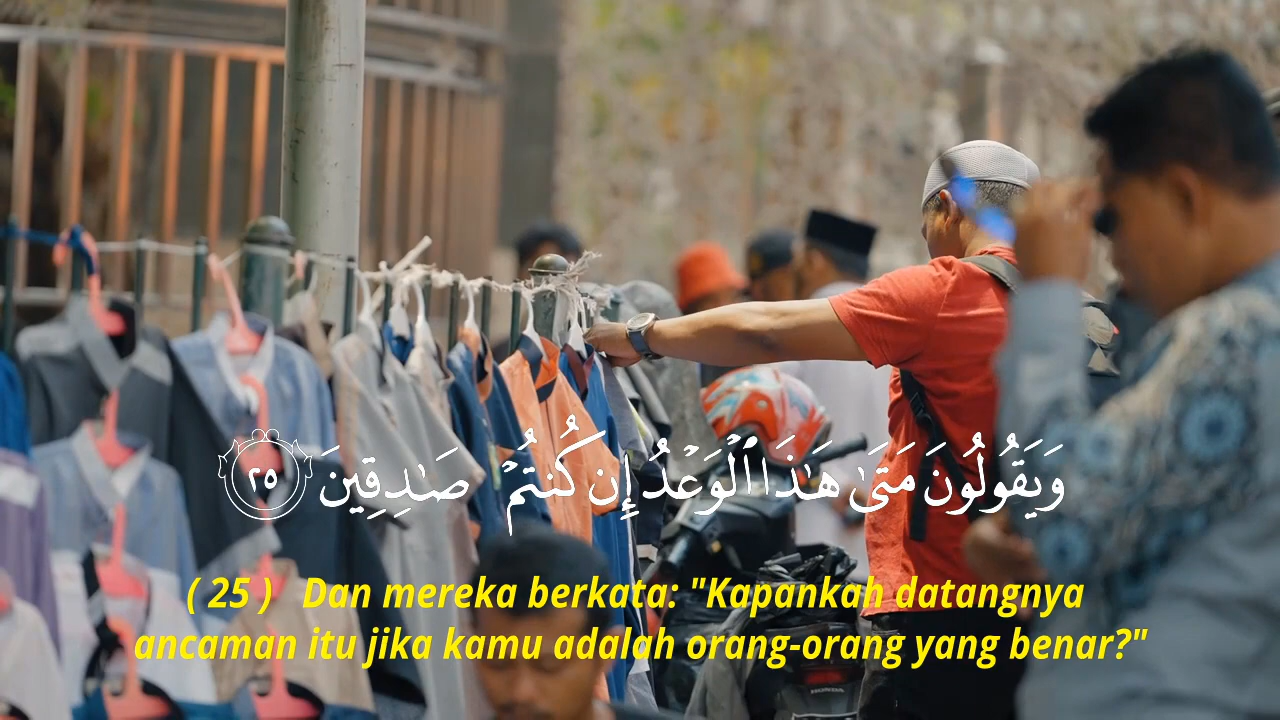 وَيَقُولُونَ مَتَىٰ هَـٰذَا ٱلْوَعْدُ إِن كُنتُمْ صَـٰدِقِينَ ٢٥
( 25 ) Dan mereka berkata: "Kapankah datangnya
ancaman itu jika kamu adalah orang-orang yang benar?"
HONDA